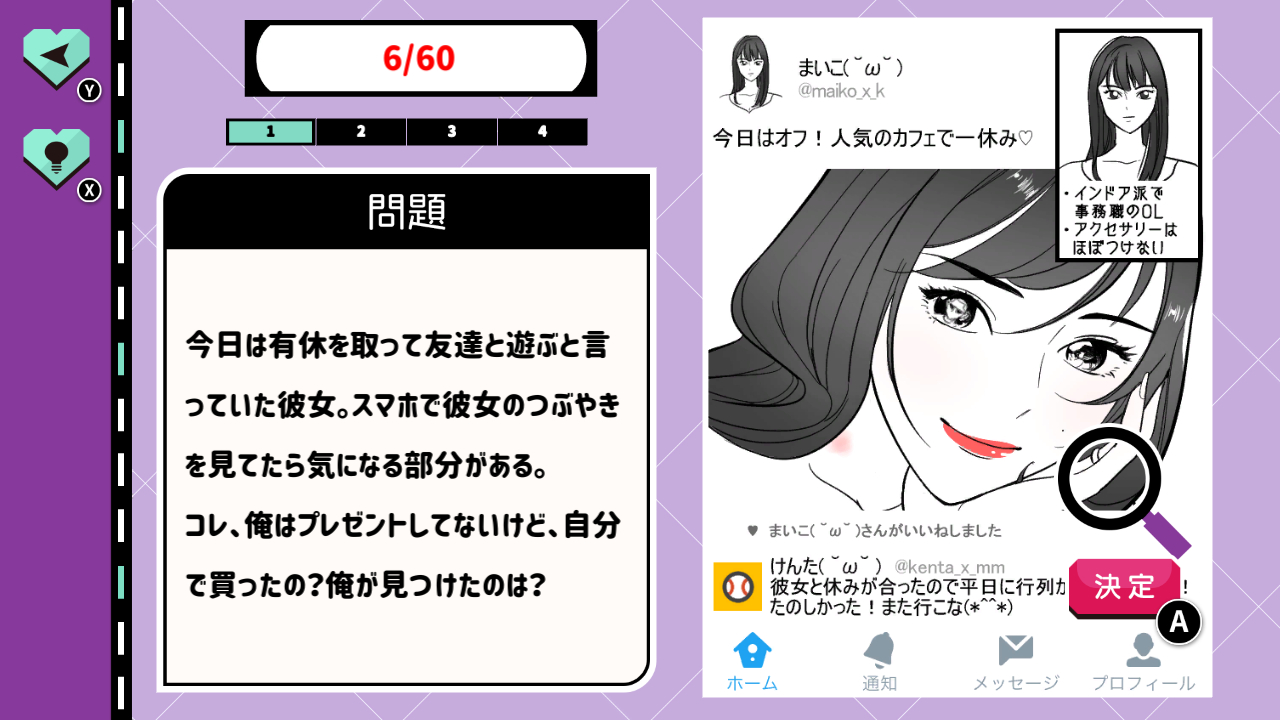 6/60
1 2 3 4
問題
今日は有休を取って友達と遊ぶと言
っていた彼女。スマホで彼女のつぶやき
を見てたら気になる部分がある。
コレ、俺はプレゼントしてないけど、自分
で買ったの?俺が見つけたのは?
Y
X
まいこ(˘ω˘)
@maiko_x_k
今日はオフ！人気のカフェで一休み♡
・インドア派で
事務職のOL
・アクセサリーは
ほぼつけない
♥ まいこ(˘ω˘)さんがいいねしました
けんた(˘ω˘) @kenta_x_mm
彼女と休みが合ったので平日に行列が
たのしかった！また行こな(*^^*)
！
決定
A
ホーム
通知
メッセージ
プロフィール